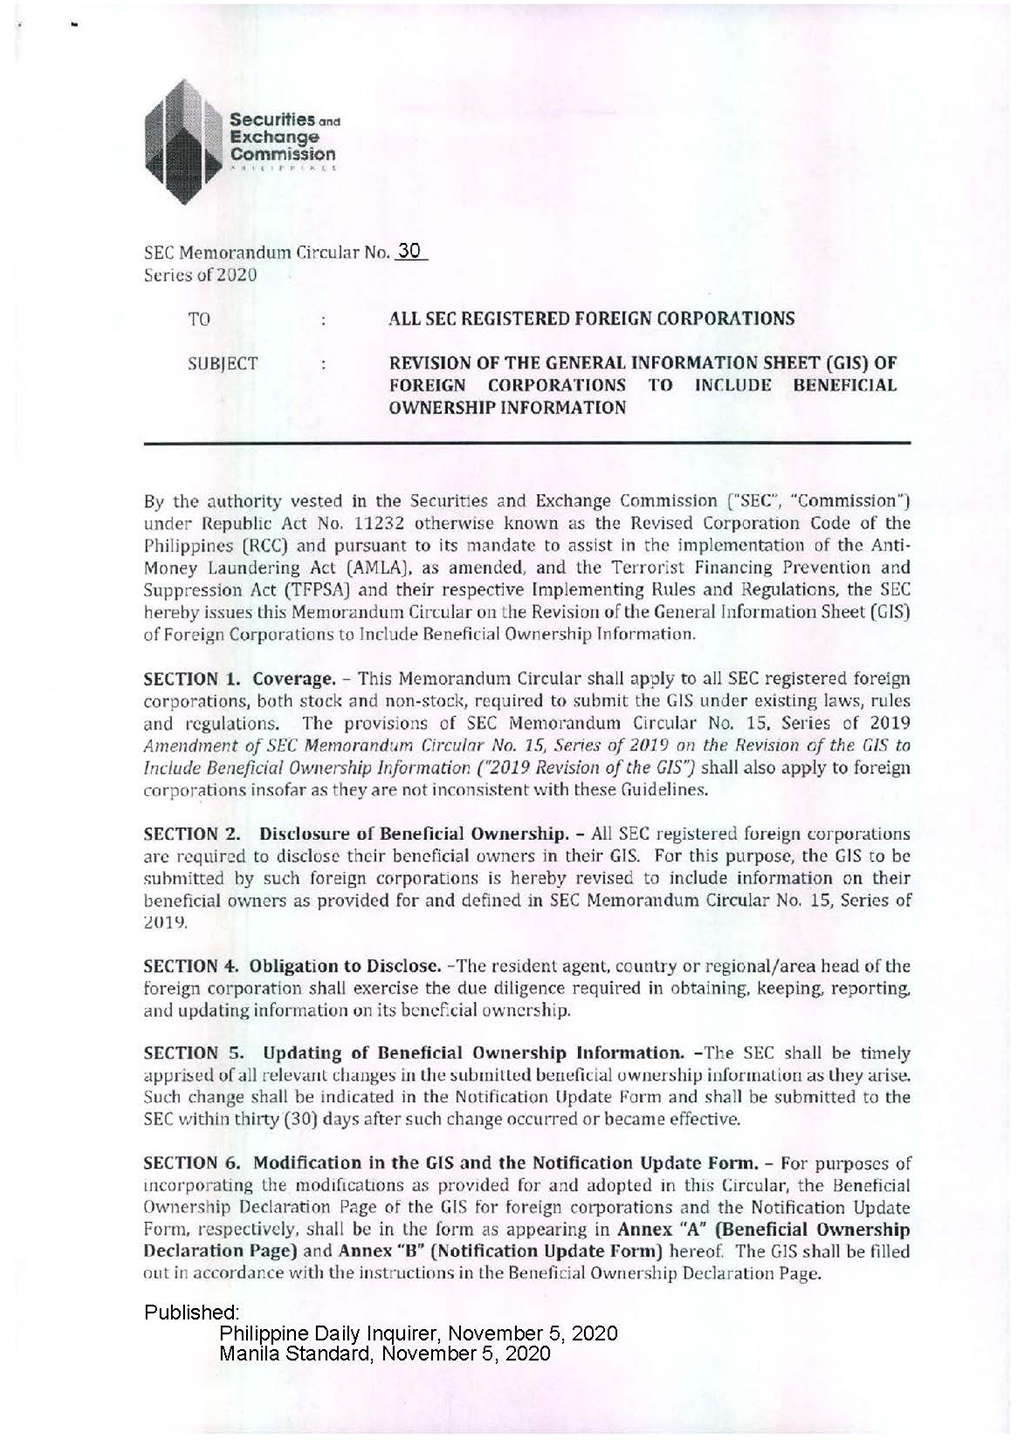 Securities and
Exchange
Commission
PHILIPPINES
SEC Memorandum Circular No. 30
Series of 2020
TO : ALL SEC REGISTERED FOREIGN CORPORATIONS
SUBJECT : REVISION OF THE GENERAL INFORMATION SHEET (GIS) OF
FOREIGN CORPORATIONS TO INCLUDE BENEFICIAL
OWNERSHIP INFORMATION
By the authority vested in the Securities and Exchange Commission ("SEC", "Commission")
under Republic Act No. 11232 otherwise known as the Revised Corporation Code of the
Philippines (RCC) and pursuant to its mandate to assist in the implementation of the Anti-
Money Laundering Act (AMLA), as amended, and the Terrorist Financing Prevention and
Suppression Act (TFPSA) and their respective Implementing Rules and Regulations, the SEC
hereby issues this Memorandum Circular on the Revision of the General Information Sheet (GIS)
of Foreign Corporations to Include Beneficial Ownership Information.
SECTION 1. Coverage. – This Memorandum Circular shall apply to all SEC registered foreign
corporations, both stock and non-stock, required to submit the GIS under existing laws, rules
and regulations. The provisions of SEC Memorandum Circular No. 15, Series of 2019
Amendment of SEC Memorandum Circular No. 15, Series of 2019 on the Revision of the GIS to
Include Beneficial Ownership Information ("2019 Revision of the GIS") shall also apply to foreign
corporations insofar as they are not inconsistent with these Guidelines.
SECTION 2. Disclosure of Beneficial Ownership. – All SEC registered foreign corporations
are required to disclose their beneficial owners in their GIS. For this purpose, the GIS to be
submitted by such foreign corporations is hereby revised to include information on their
beneficial owners as provided for and defined in SEC Memorandum Circular No. 15, Series of
2019.
SECTION 4. Obligation to Disclose. –The resident agent, country or regional/area head of the
foreign corporation shall exercise the due diligence required in obtaining, keeping, reporting,
and updating information on its beneficial ownership.
SECTION 5. Updating of Beneficial Ownership Information. –The SEC shall be timely
apprised of all relevant changes in the submitted beneficial ownership information as they arise.
Such change shall be indicated in the Notification Update Form and shall be submitted to the
SEC within thirty (30) days after such change occurred or became effective.
SECTION 6. Modification in the GIS and the Notification Update Form. – For purposes of
incorporating the modifications as provided for and adopted in this Circular, the Beneficial
Ownership Declaration Page of the GIS for foreign corporations and the Notification Update
Form, respectively, shall be in the form as appearing in Annex "A" (Beneficial Ownership
Declaration Page) and Annex "B" (Notification Update Form) hereof. The GIS shall be filled
out in accordance with the instructions in the Beneficial Ownership Declaration Page.
Published:
Philippine Daily Inquirer, November 5, 2020
Manila Standard, November 5, 2020